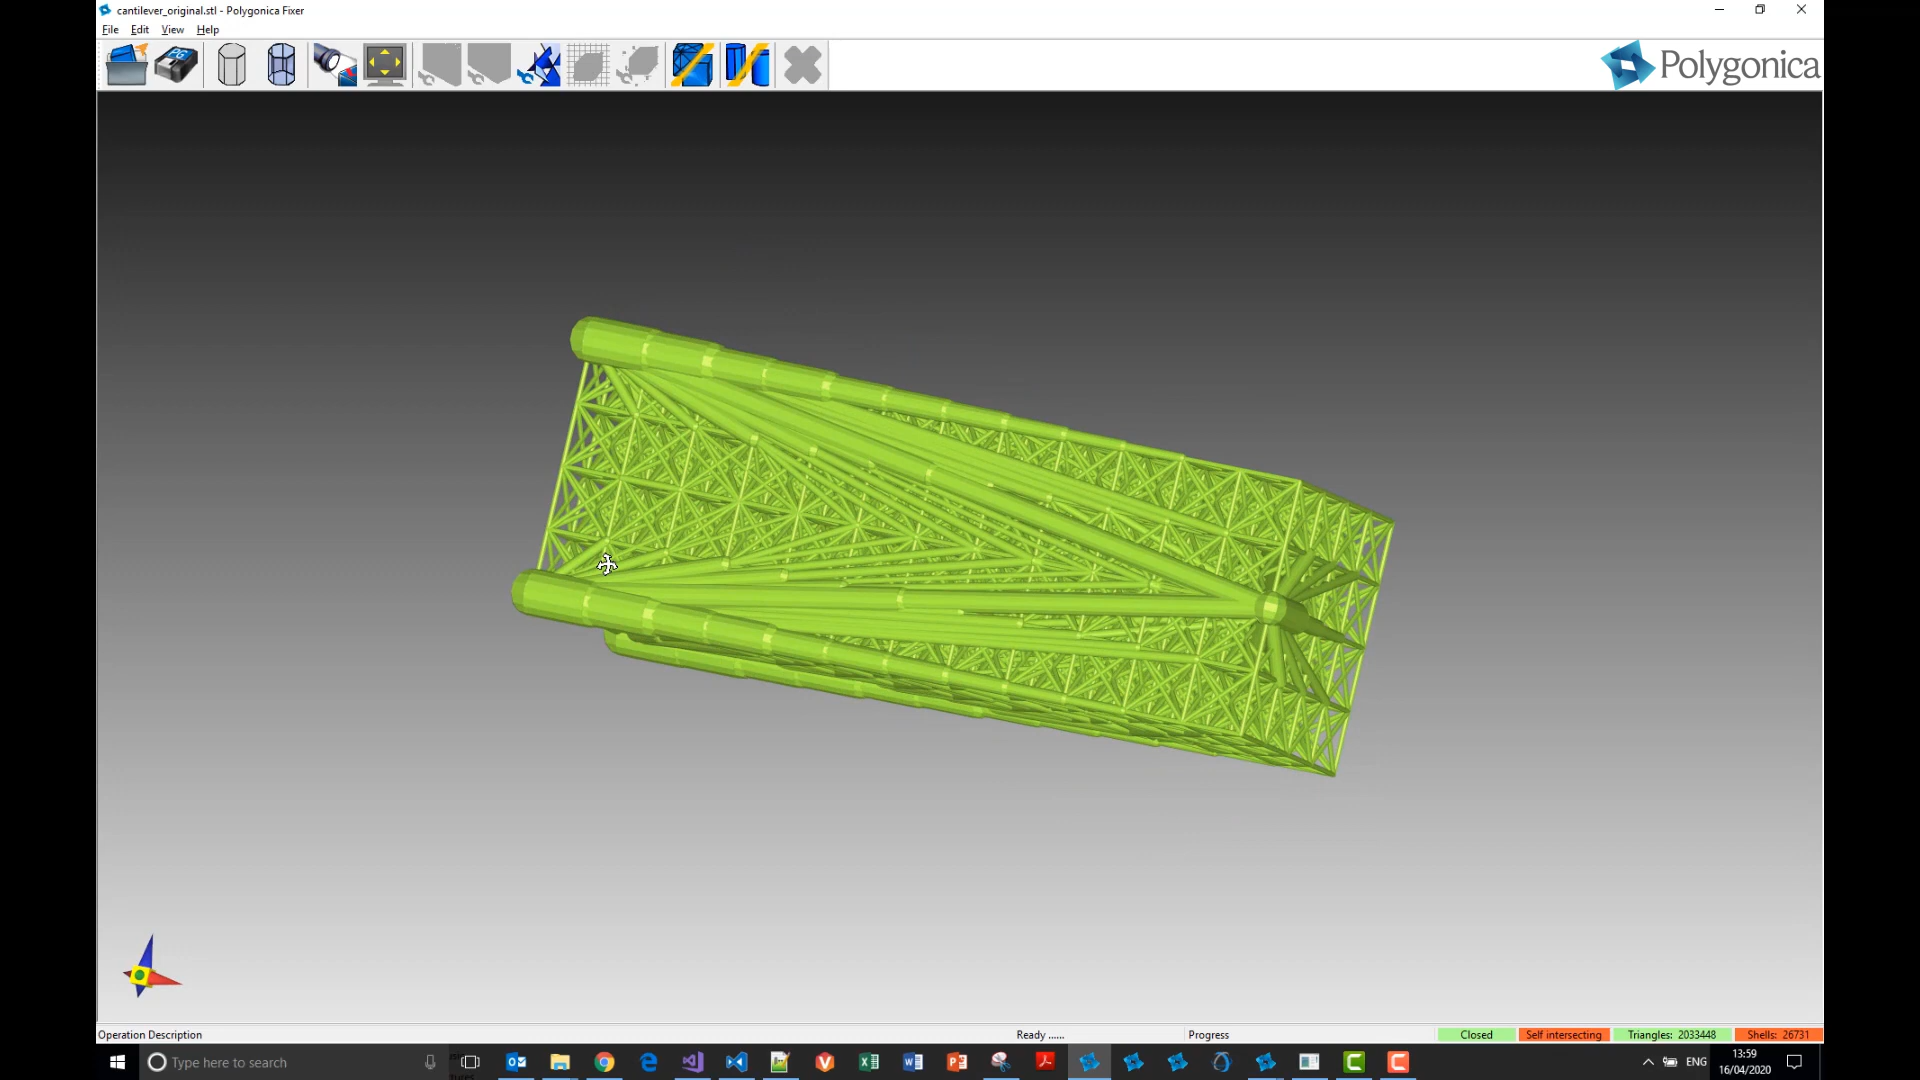 cantilever_original.stl - Polygonica Fixer
File Edit View Help
PG
Polygonica
Operation Description Ready ...... Progress Closed Self intersecting Triangles: 2033448 Shells: 26731
Type here to search
ENG
13:59
16/04/2020